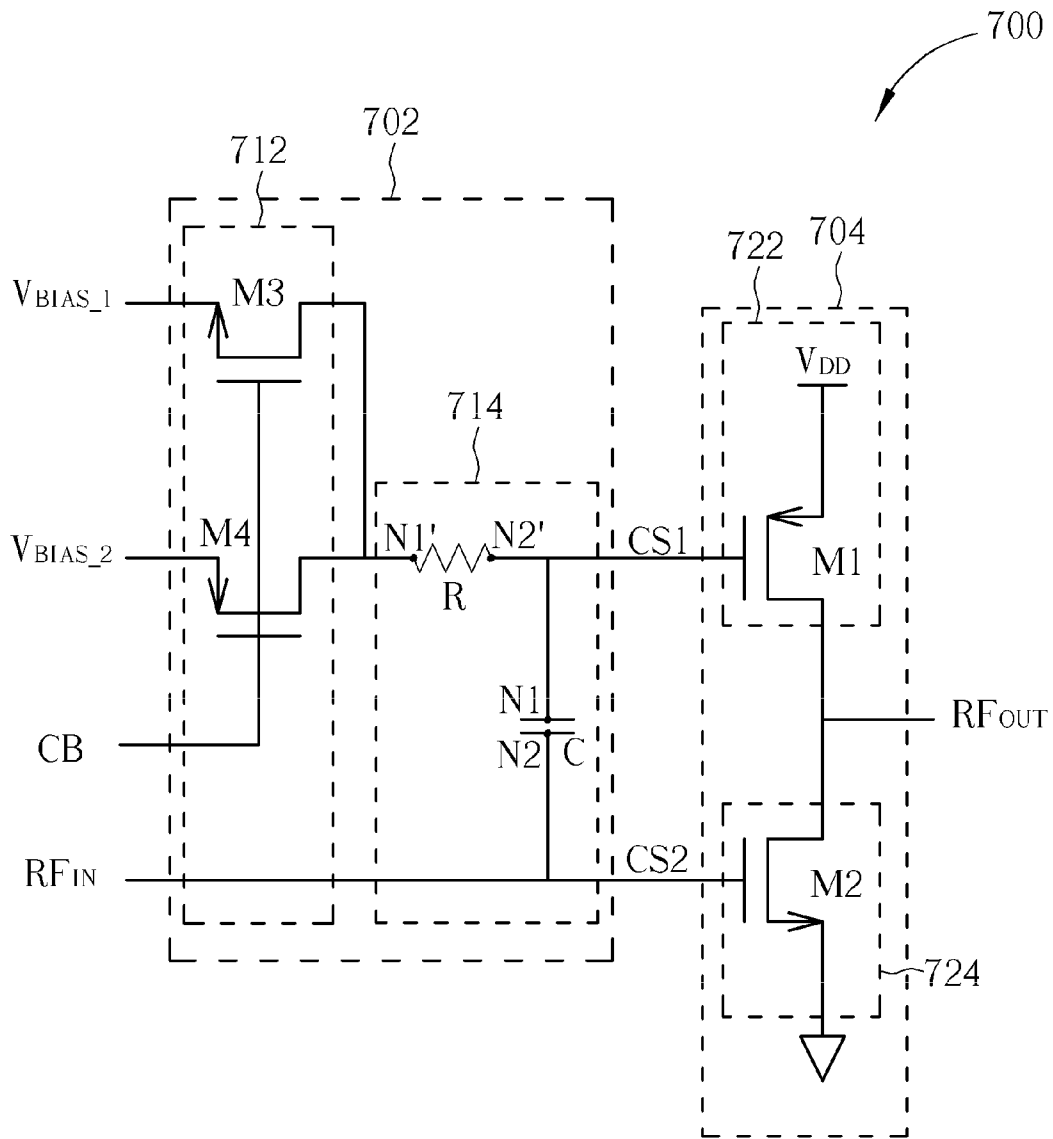 700
702
712
722
704
VBIAS_1
M3
VDD
714
VBIAS_2
M4
N1'
N2'
CS1
R
M1
N1
RFOUT
CB
N2
C
RFIN
CS2
M2
724